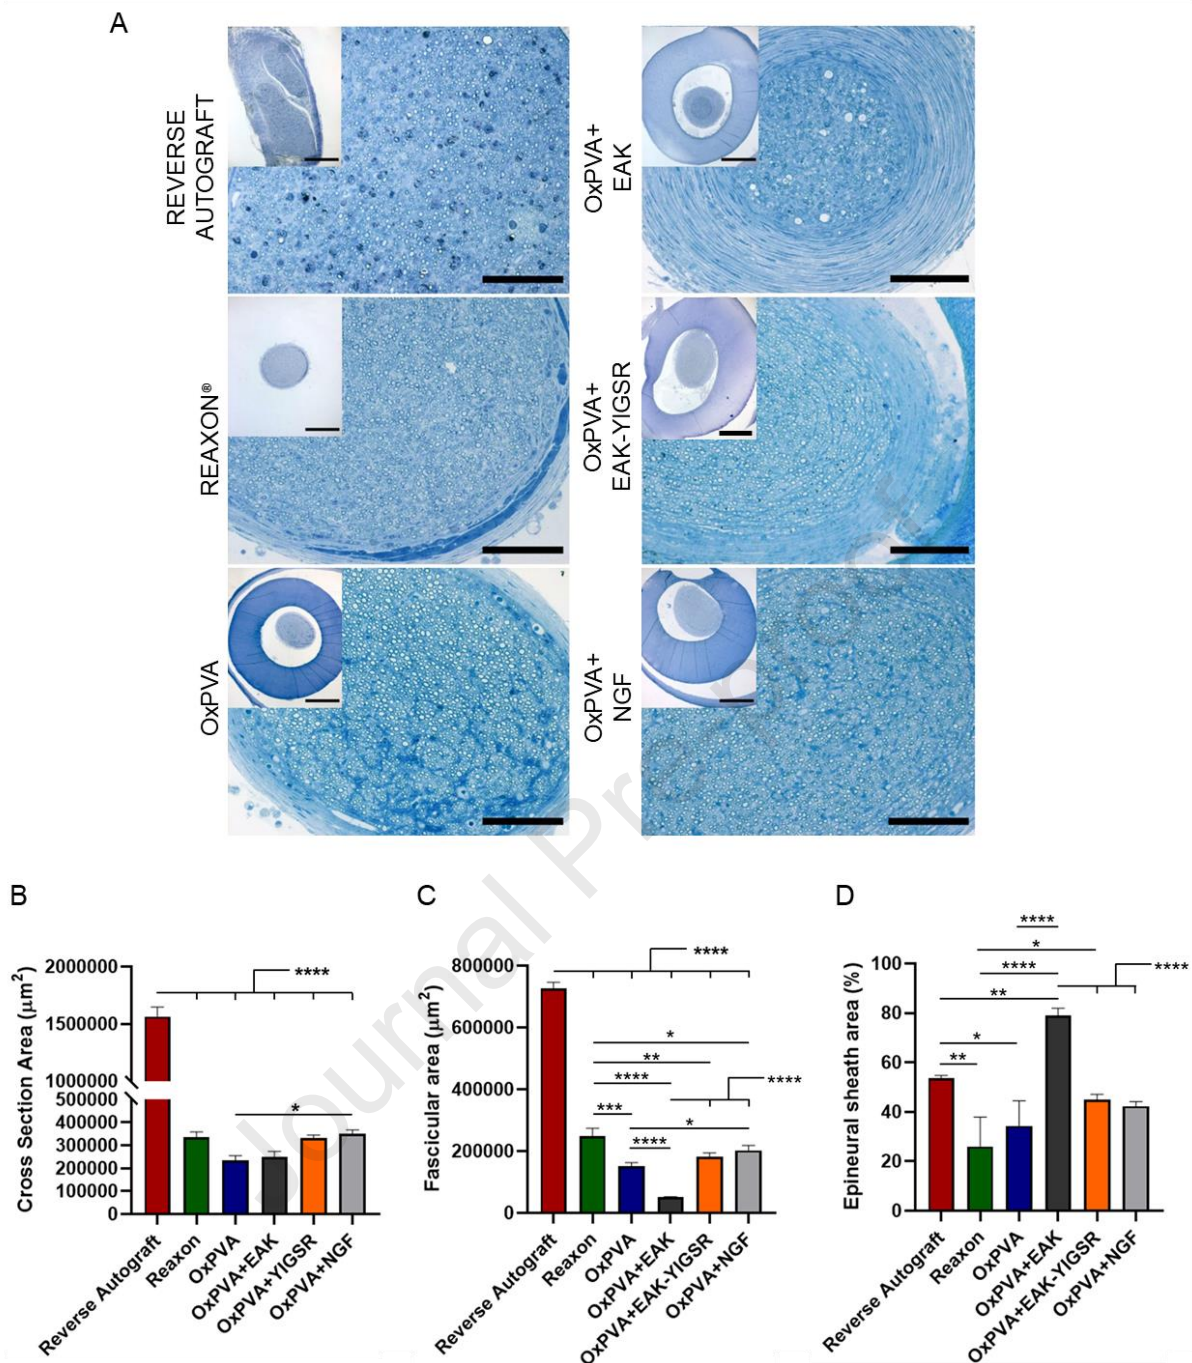 A
REVERSE
AUTOGRAFT
OxPVA+
EAK
REAXON®
OxPVA+
EAK-YIGSR
OxPVA
OxPVA+
NGF
Journal Pre-proof
B
Cross Section Area (μm²)
2000000
1500000
1000000
500000
400000
300000
200000
100000
0
****
*
Reverse Autograft
Reaxon
OxPVA
OxPVA+EAK
OxPVA+YIGSR
OxPVA+NGF
C
Fascicular area (μm²)
800000
600000
400000
200000
0
****
*
**
****
****
***
*
****
Reverse Autograft
Reaxon
OxPVA
OxPVA+EAK
OxPVA+EAK-YIGSR
OxPVA+NGF
D
Epineural sheath area (%)
100
80
60
40
20
0
****
*
****
****
**
*
**
Reverse Autograft
Reaxon
OxPVA
OxPVA+EAK
OxPVA+EAK-YIGSR
OxPVA+NGF